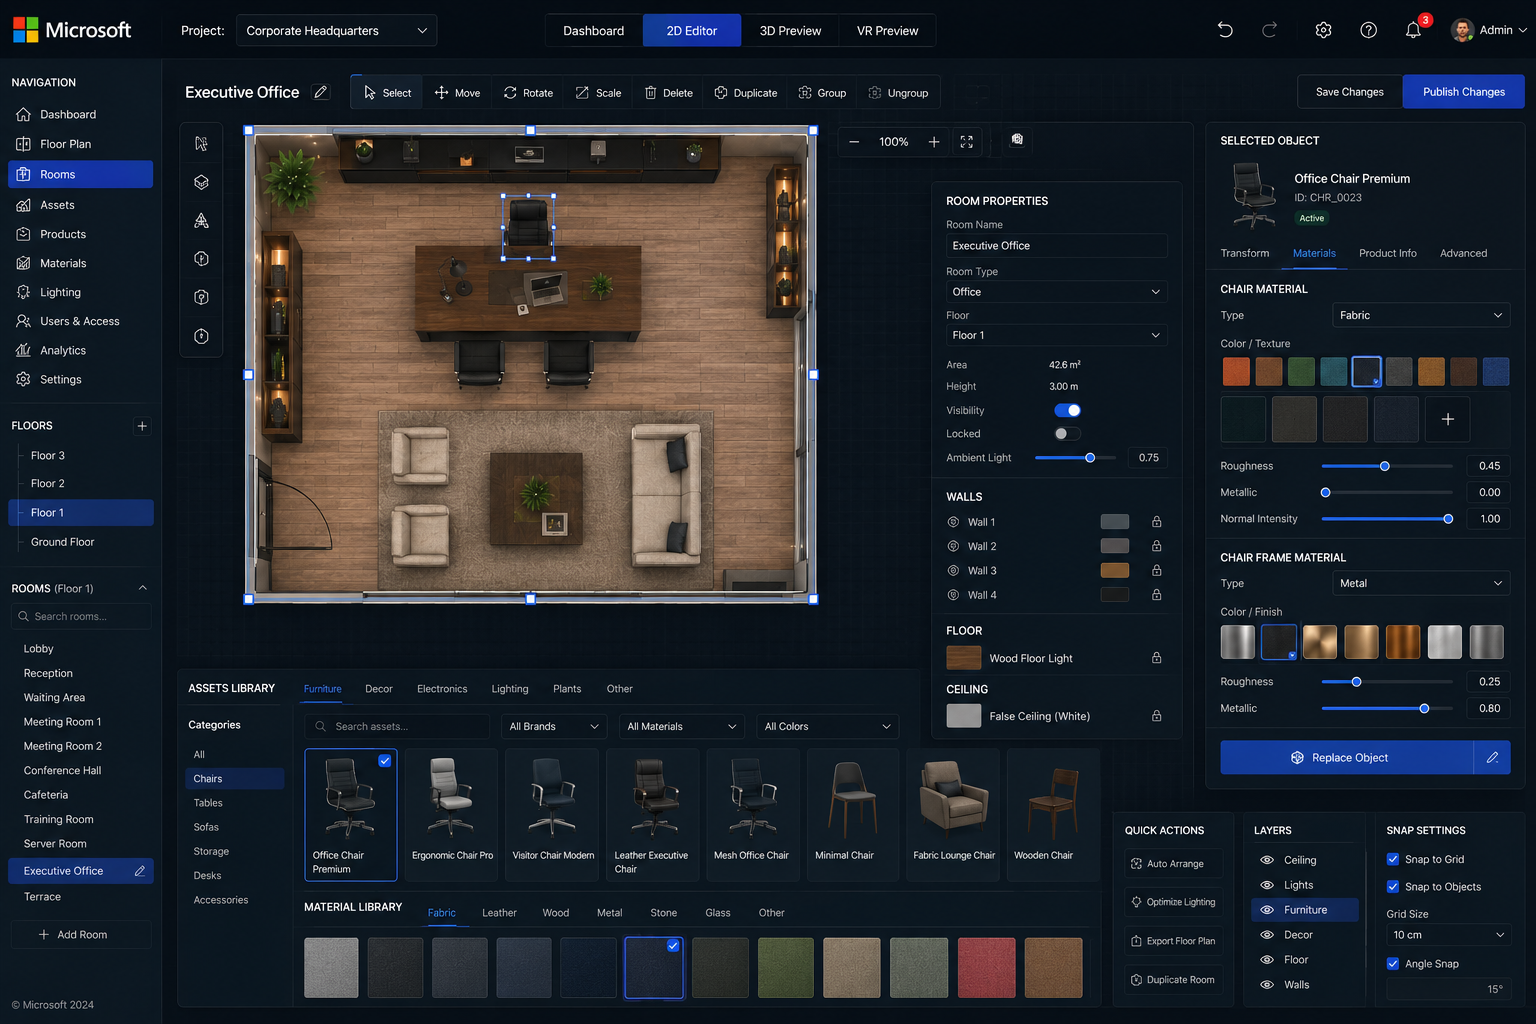 Microsoft
Project:
Corporate Headquarters
Dashboard
2D Editor
3D Preview
VR Preview
3
Admin
NAVIGATION
Dashboard
Floor Plan
Rooms
Assets
Products
Materials
Lighting
Users & Access
Analytics
Settings
FLOORS
Floor 3
Floor 2
Floor 1
Ground Floor
ROOMS (Floor 1)
Search rooms...
Lobby
Reception
Waiting Area
Meeting Room 1
Meeting Room 2
Conference Hall
Cafeteria
Training Room
Server Room
Executive Office
Terrace
Add Room
© Microsoft 2024
Executive Office
Select
Move
Rotate
Scale
Delete
Duplicate
Group
Ungroup
Save Changes
Publish Changes
100%
ROOM PROPERTIES
Room Name
Executive Office
Room Type
Office
Floor
Floor 1
Area 42.6 m²
Height 3.00 m
Visibility
Locked
Ambient Light 0.75
WALLS
Wall 1
Wall 2
Wall 3
Wall 4
FLOOR
Wood Floor Light
CEILING
False Ceiling (White)
SELECTED OBJECT
Office Chair Premium
ID: CHR_0023
Active
Transform
Materials
Product Info
Advanced
CHAIR MATERIAL
Type Fabric
Color / Texture
Roughness 0.45
Metallic 0.00
Normal Intensity 1.00
CHAIR FRAME MATERIAL
Type Metal
Color / Finish
Roughness 0.25
Metallic 0.80
Replace Object
ASSETS LIBRARY
Furniture
Decor
Electronics
Lighting
Plants
Other
Categories
All
Chairs
Tables
Sofas
Storage
Desks
Accessories
Search assets...
All Brands
All Materials
All Colors
Office Chair
Premium
Ergonomic Chair Pro
Visitor Chair Modern
Leather Executive
Chair
Mesh Office Chair
Minimal Chair
Fabric Lounge Chair
Wooden Chair
MATERIAL LIBRARY
Fabric
Leather
Wood
Metal
Stone
Glass
Other
QUICK ACTIONS
Auto Arrange
Optimize Lighting
Export Floor Plan
Duplicate Room
LAYERS
Ceiling
Lights
Furniture
Decor
Floor
Walls
SNAP SETTINGS
Snap to Grid
Snap to Objects
Grid Size
10 cm
Angle Snap
15°